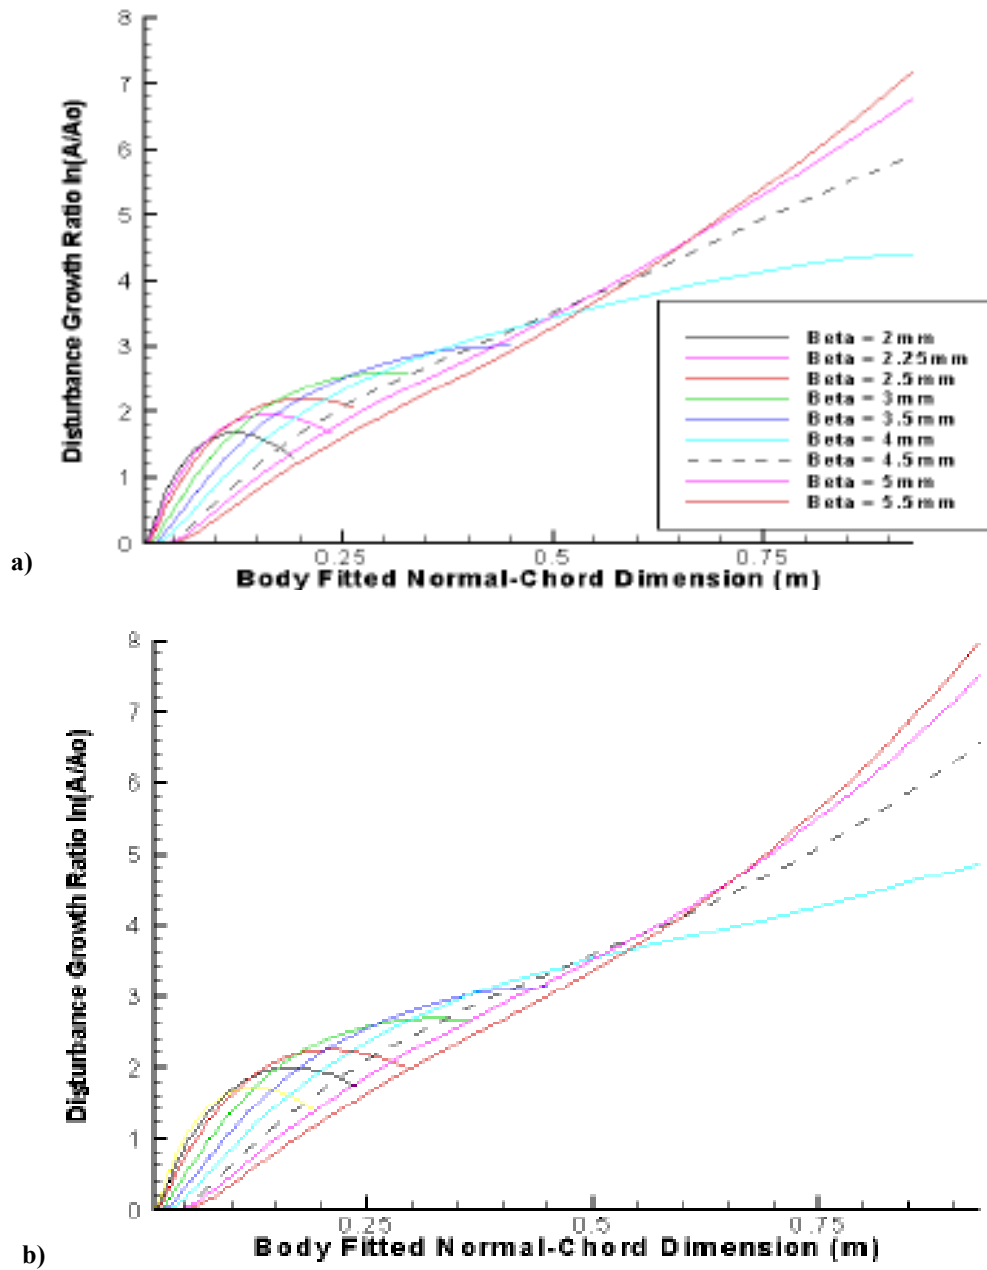 8
7
6
5
4
3
2
1
0
Disturbance Growth Ratio ln(A/Ao)
Beta = 2mm
Beta = 2.25mm
Beta = 2.5mm
Beta = 3mm
Beta = 3.5mm
Beta = 4mm
Beta = 4.5mm
Beta = 5mm
Beta = 5.5mm
0.25 0.5 0.75
a)
Body Fitted Normal-Chord Dimension (m)
8
7
6
5
4
3
2
1
0
Disturbance Growth Ratio ln(A/Ao)
0.25 0.5 0.75
b)
Body Fitted Normal-Chord Dimension (m)